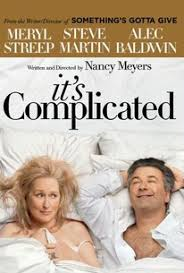 From the Writer/Director of SOMETHING'S GOTTA GIVE
MERYL STREEP STEVE MARTIN ALEC BALDWIN
Written and Directed by Nancy Meyers
it's
Complicated